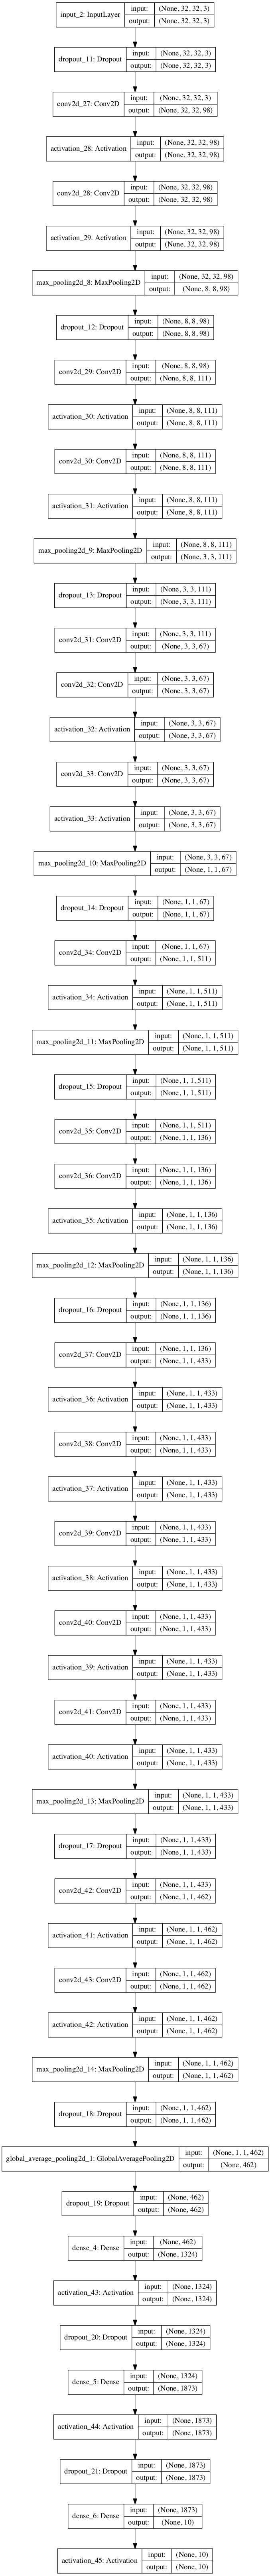 input_2: InputLayer
input: (None, 32, 32, 3)
output: (None, 32, 32, 3)
dropout_11: Dropout
input: (None, 32, 32, 3)
output: (None, 32, 32, 3)
conv2d_27: Conv2D
input: (None, 32, 32, 3)
output: (None, 32, 32, 98)
activation_28: Activation
input: (None, 32, 32, 98)
output: (None, 32, 32, 98)
conv2d_28: Conv2D
input: (None, 32, 32, 98)
output: (None, 32, 32, 98)
activation_29: Activation
input: (None, 32, 32, 98)
output: (None, 32, 32, 98)
max_pooling2d_8: MaxPooling2D
input: (None, 32, 32, 98)
output: (None, 8, 8, 98)
dropout_12: Dropout
input: (None, 8, 8, 98)
output: (None, 8, 8, 98)
conv2d_29: Conv2D
input: (None, 8, 8, 98)
output: (None, 8, 8, 111)
activation_30: Activation
input: (None, 8, 8, 111)
output: (None, 8, 8, 111)
conv2d_30: Conv2D
input: (None, 8, 8, 111)
output: (None, 8, 8, 111)
activation_31: Activation
input: (None, 8, 8, 111)
output: (None, 8, 8, 111)
max_pooling2d_9: MaxPooling2D
input: (None, 8, 8, 111)
output: (None, 3, 3, 111)
dropout_13: Dropout
input: (None, 3, 3, 111)
output: (None, 3, 3, 111)
conv2d_31: Conv2D
input: (None, 3, 3, 111)
output: (None, 3, 3, 67)
conv2d_32: Conv2D
input: (None, 3, 3, 67)
output: (None, 3, 3, 67)
activation_32: Activation
input: (None, 3, 3, 67)
output: (None, 3, 3, 67)
conv2d_33: Conv2D
input: (None, 3, 3, 67)
output: (None, 3, 3, 67)
activation_33: Activation
input: (None, 3, 3, 67)
output: (None, 3, 3, 67)
max_pooling2d_10: MaxPooling2D
input: (None, 3, 3, 67)
output: (None, 1, 1, 67)
dropout_14: Dropout
input: (None, 1, 1, 67)
output: (None, 1, 1, 67)
conv2d_34: Conv2D
input: (None, 1, 1, 67)
output: (None, 1, 1, 511)
activation_34: Activation
input: (None, 1, 1, 511)
output: (None, 1, 1, 511)
max_pooling2d_11: MaxPooling2D
input: (None, 1, 1, 511)
output: (None, 1, 1, 511)
dropout_15: Dropout
input: (None, 1, 1, 511)
output: (None, 1, 1, 511)
conv2d_35: Conv2D
input: (None, 1, 1, 511)
output: (None, 1, 1, 136)
conv2d_36: Conv2D
input: (None, 1, 1, 136)
output: (None, 1, 1, 136)
activation_35: Activation
input: (None, 1, 1, 136)
output: (None, 1, 1, 136)
max_pooling2d_12: MaxPooling2D
input: (None, 1, 1, 136)
output: (None, 1, 1, 136)
dropout_16: Dropout
input: (None, 1, 1, 136)
output: (None, 1, 1, 136)
conv2d_37: Conv2D
input: (None, 1, 1, 136)
output: (None, 1, 1, 433)
activation_36: Activation
input: (None, 1, 1, 433)
output: (None, 1, 1, 433)
conv2d_38: Conv2D
input: (None, 1, 1, 433)
output: (None, 1, 1, 433)
activation_37: Activation
input: (None, 1, 1, 433)
output: (None, 1, 1, 433)
conv2d_39: Conv2D
input: (None, 1, 1, 433)
output: (None, 1, 1, 433)
activation_38: Activation
input: (None, 1, 1, 433)
output: (None, 1, 1, 433)
conv2d_40: Conv2D
input: (None, 1, 1, 433)
output: (None, 1, 1, 433)
activation_39: Activation
input: (None, 1, 1, 433)
output: (None, 1, 1, 433)
conv2d_41: Conv2D
input: (None, 1, 1, 433)
output: (None, 1, 1, 433)
activation_40: Activation
input: (None, 1, 1, 433)
output: (None, 1, 1, 433)
max_pooling2d_13: MaxPooling2D
input: (None, 1, 1, 433)
output: (None, 1, 1, 433)
dropout_17: Dropout
input: (None, 1, 1, 433)
output: (None, 1, 1, 433)
conv2d_42: Conv2D
input: (None, 1, 1, 433)
output: (None, 1, 1, 462)
activation_41: Activation
input: (None, 1, 1, 462)
output: (None, 1, 1, 462)
conv2d_43: Conv2D
input: (None, 1, 1, 462)
output: (None, 1, 1, 462)
activation_42: Activation
input: (None, 1, 1, 462)
output: (None, 1, 1, 462)
max_pooling2d_14: MaxPooling2D
input: (None, 1, 1, 462)
output: (None, 1, 1, 462)
dropout_18: Dropout
input: (None, 1, 1, 462)
output: (None, 1, 1, 462)
global_average_pooling2d_1: GlobalAveragePooling2D
input: (None, 1, 1, 462)
output: (None, 462)
dropout_19: Dropout
input: (None, 462)
output: (None, 462)
dense_4: Dense
input: (None, 462)
output: (None, 1324)
activation_43: Activation
input: (None, 1324)
output: (None, 1324)
dropout_20: Dropout
input: (None, 1324)
output: (None, 1324)
dense_5: Dense
input: (None, 1324)
output: (None, 1873)
activation_44: Activation
input: (None, 1873)
output: (None, 1873)
dropout_21: Dropout
input: (None, 1873)
output: (None, 1873)
dense_6: Dense
input: (None, 1873)
output: (None, 10)
activation_45: Activation
input: (None, 10)
output: (None, 10)